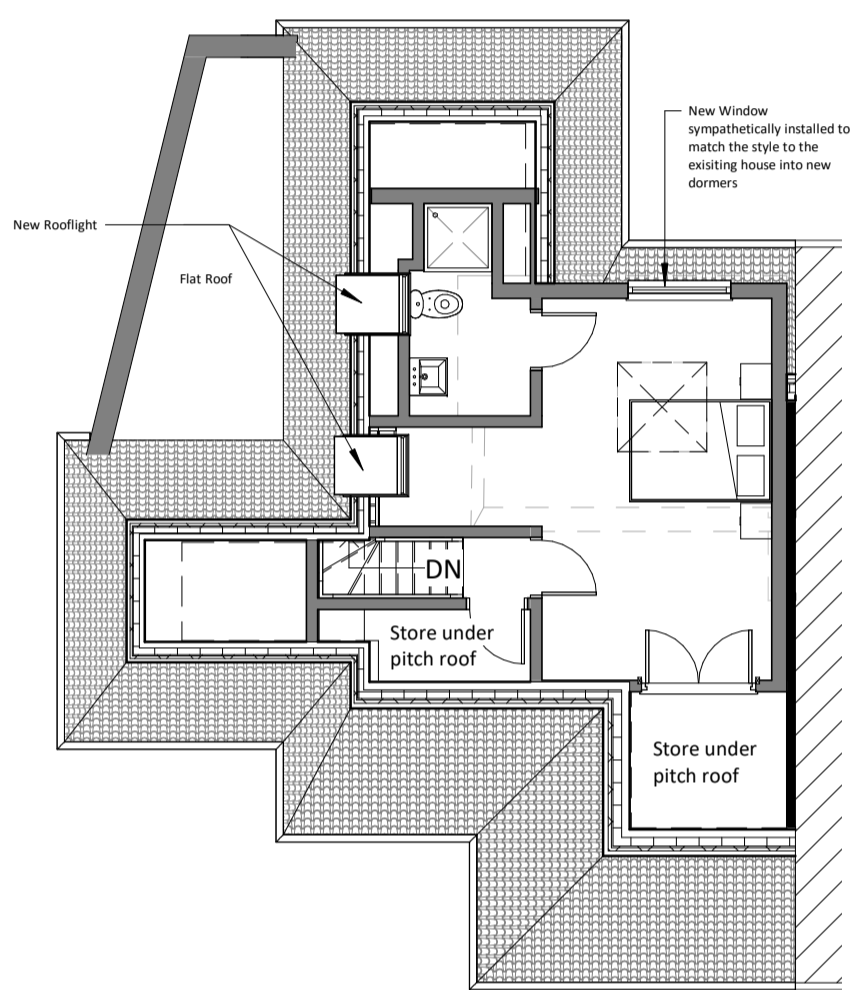 New Window
sympathetically installed to
match the style to the
exisiting house into new
dormers
New Rooflight
Flat Roof
DN
Store under
pitch roof
Store under
pitch roof